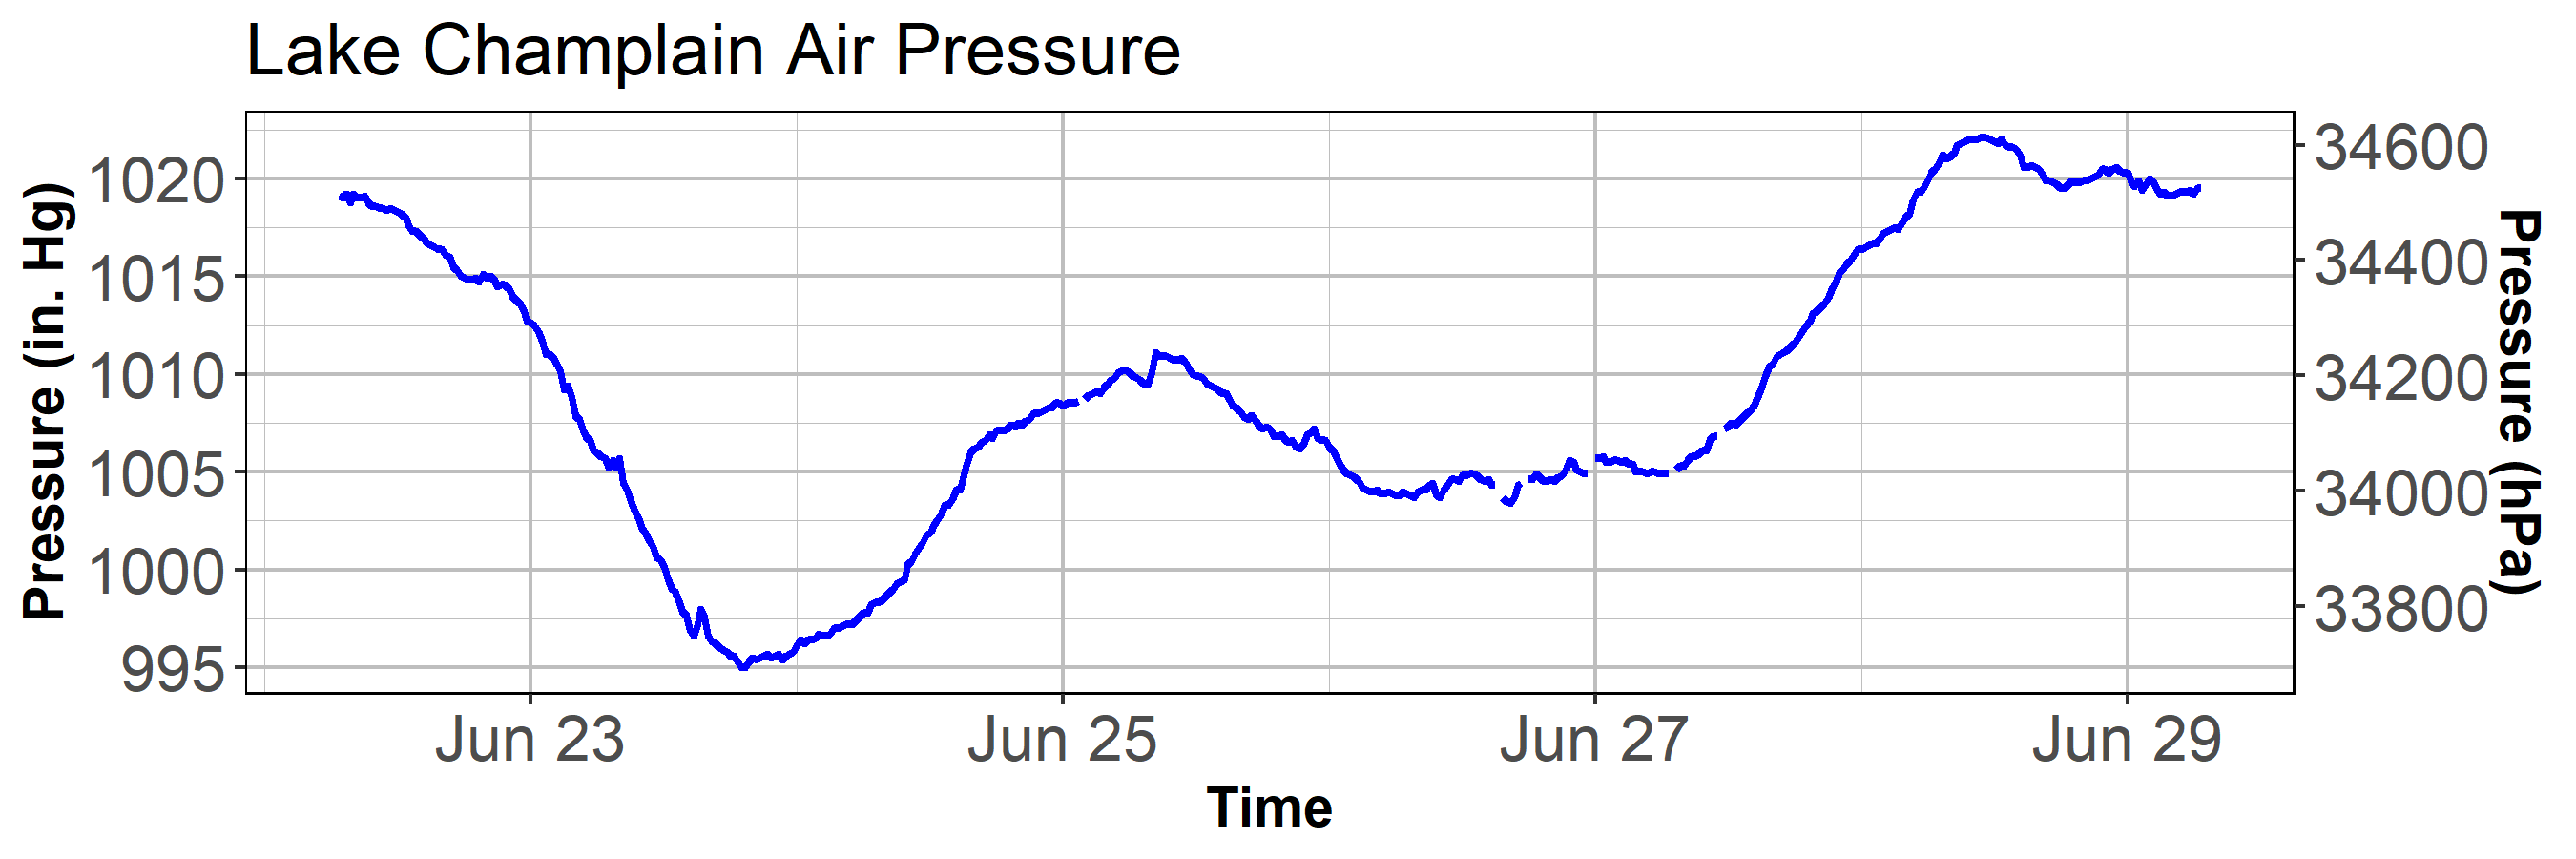 Lake Champlain Air Pressure
Pressure (in. Hg)
1020
1015
1010
1005
1000
995
34600
34400
34200
34000
33800
Pressure (hPa)
Jun 23
Jun 25
Jun 27
Jun 29
Time